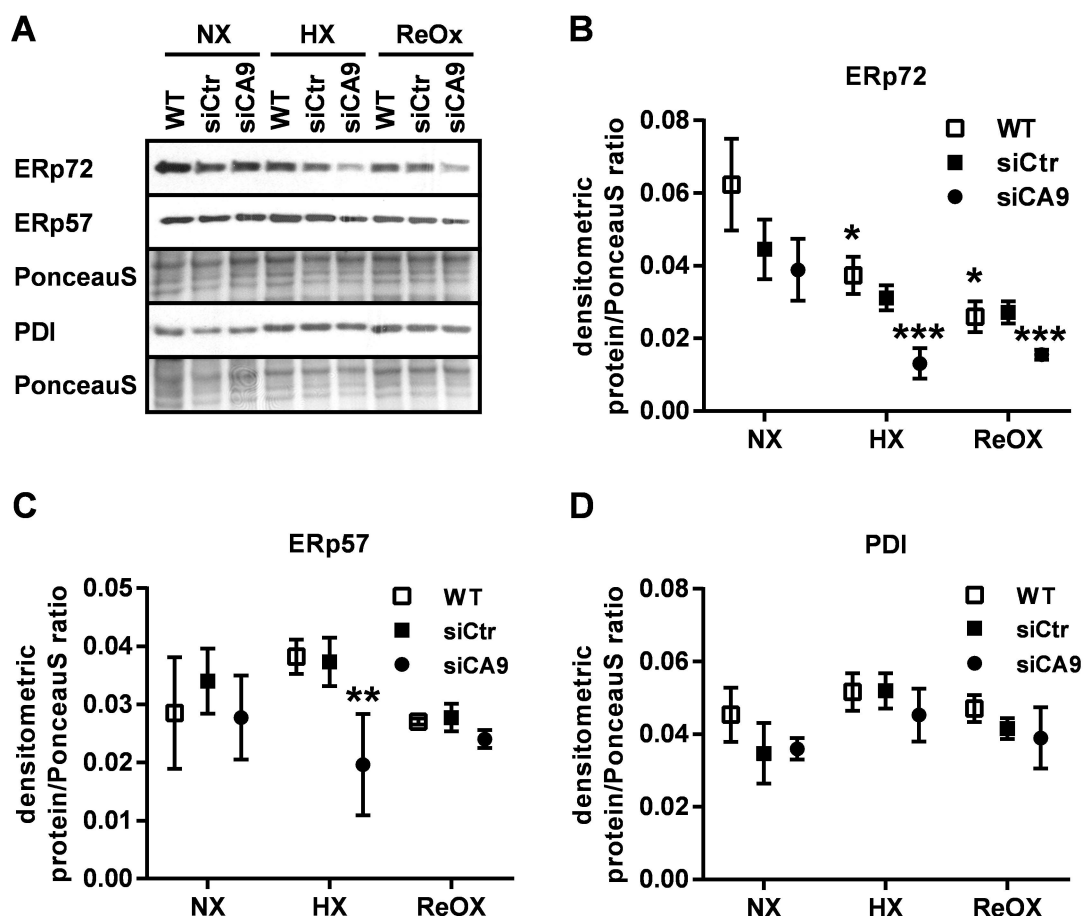 A
NX HX ReOx
WT siCtr siCA9 WT siCtr siCA9 WT siCtr siCA9
ERp72
ERp57
PonceauS
PDI
PonceauS
B
ERp72
densitometric
protein/PonceauS ratio
0.08
0.06
0.04
0.02
0.00
WT
siCtr
siCA9
*
***
*
***
NX HX ReOX
C
ERp57
densitometric
protein/PonceauS ratio
0.05
0.04
0.03
0.02
0.01
0.00
WT
siCtr
siCA9
**
NX HX ReOX
D
PDI
densitometric
protein/PonceauS ratio
0.08
0.06
0.04
0.02
0.00
WT
siCtr
siCA9
NX HX ReOX